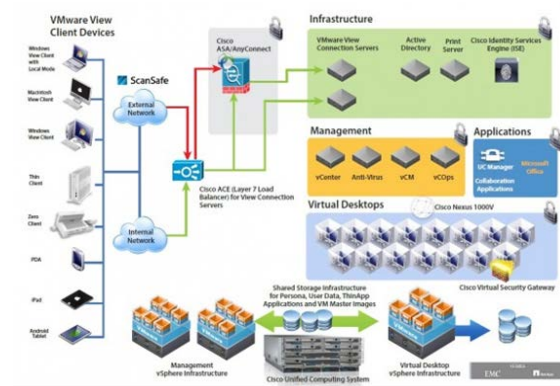 VMware View
Client Devices
Windows
View Client
with
Local Mode
Macintosh
View Client
Windows
View Client
Thin
Client
Zero
Client
PDA
iPad
Android
Tablet
ScanSafe
External
Network
Internal
Network
Cisco
ASA/AnyConnect
Cisco ACE (Layer 7 Load
Balancer) for View Connection
Servers
Infrastructure
VMware View
Connection Servers
Active
Directory
Print
Server
Cisco Identity Services
Engine (ISE)
Management
vCenter
Anti-Virus
vCM
vCOps
Applications
UC Manager
Microsoft
Office
Collaboration
Applications
Virtual Desktops
Cisco Nexus 1000V
Cisco Virtual Security Gateway
Shared Storage Infrastructure
for Persona, User Data, ThinApp
Applications and VM Master Images
Management
vSphere Infrastructure
Cisco Unified Computing System
Virtual Desktop
vSphere Infrastructure
EMC